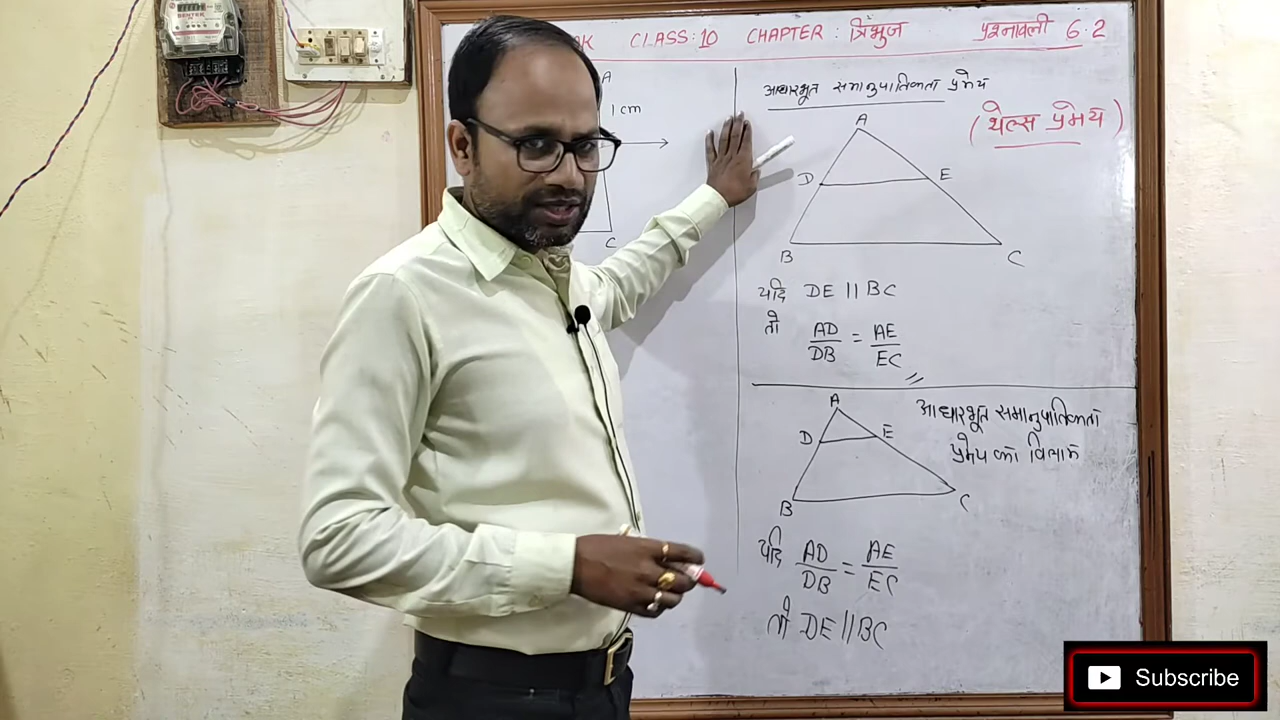 CLASS:10 CHAPTER : त्रिभुज प्रश्नावली 6.2
A
1 cm
C
आधारभूत समानुपातिकता प्रमेय
(थेल्स प्रमेय)
A
D E
B C
यदि DE || BC
तो AD/DB = AE/EC
A
D E
B C
आधारभूत समानुपातिकता
प्रमेय का विलोम
यदि AD/DB = AE/EC
तो DE || BC
Subscribe